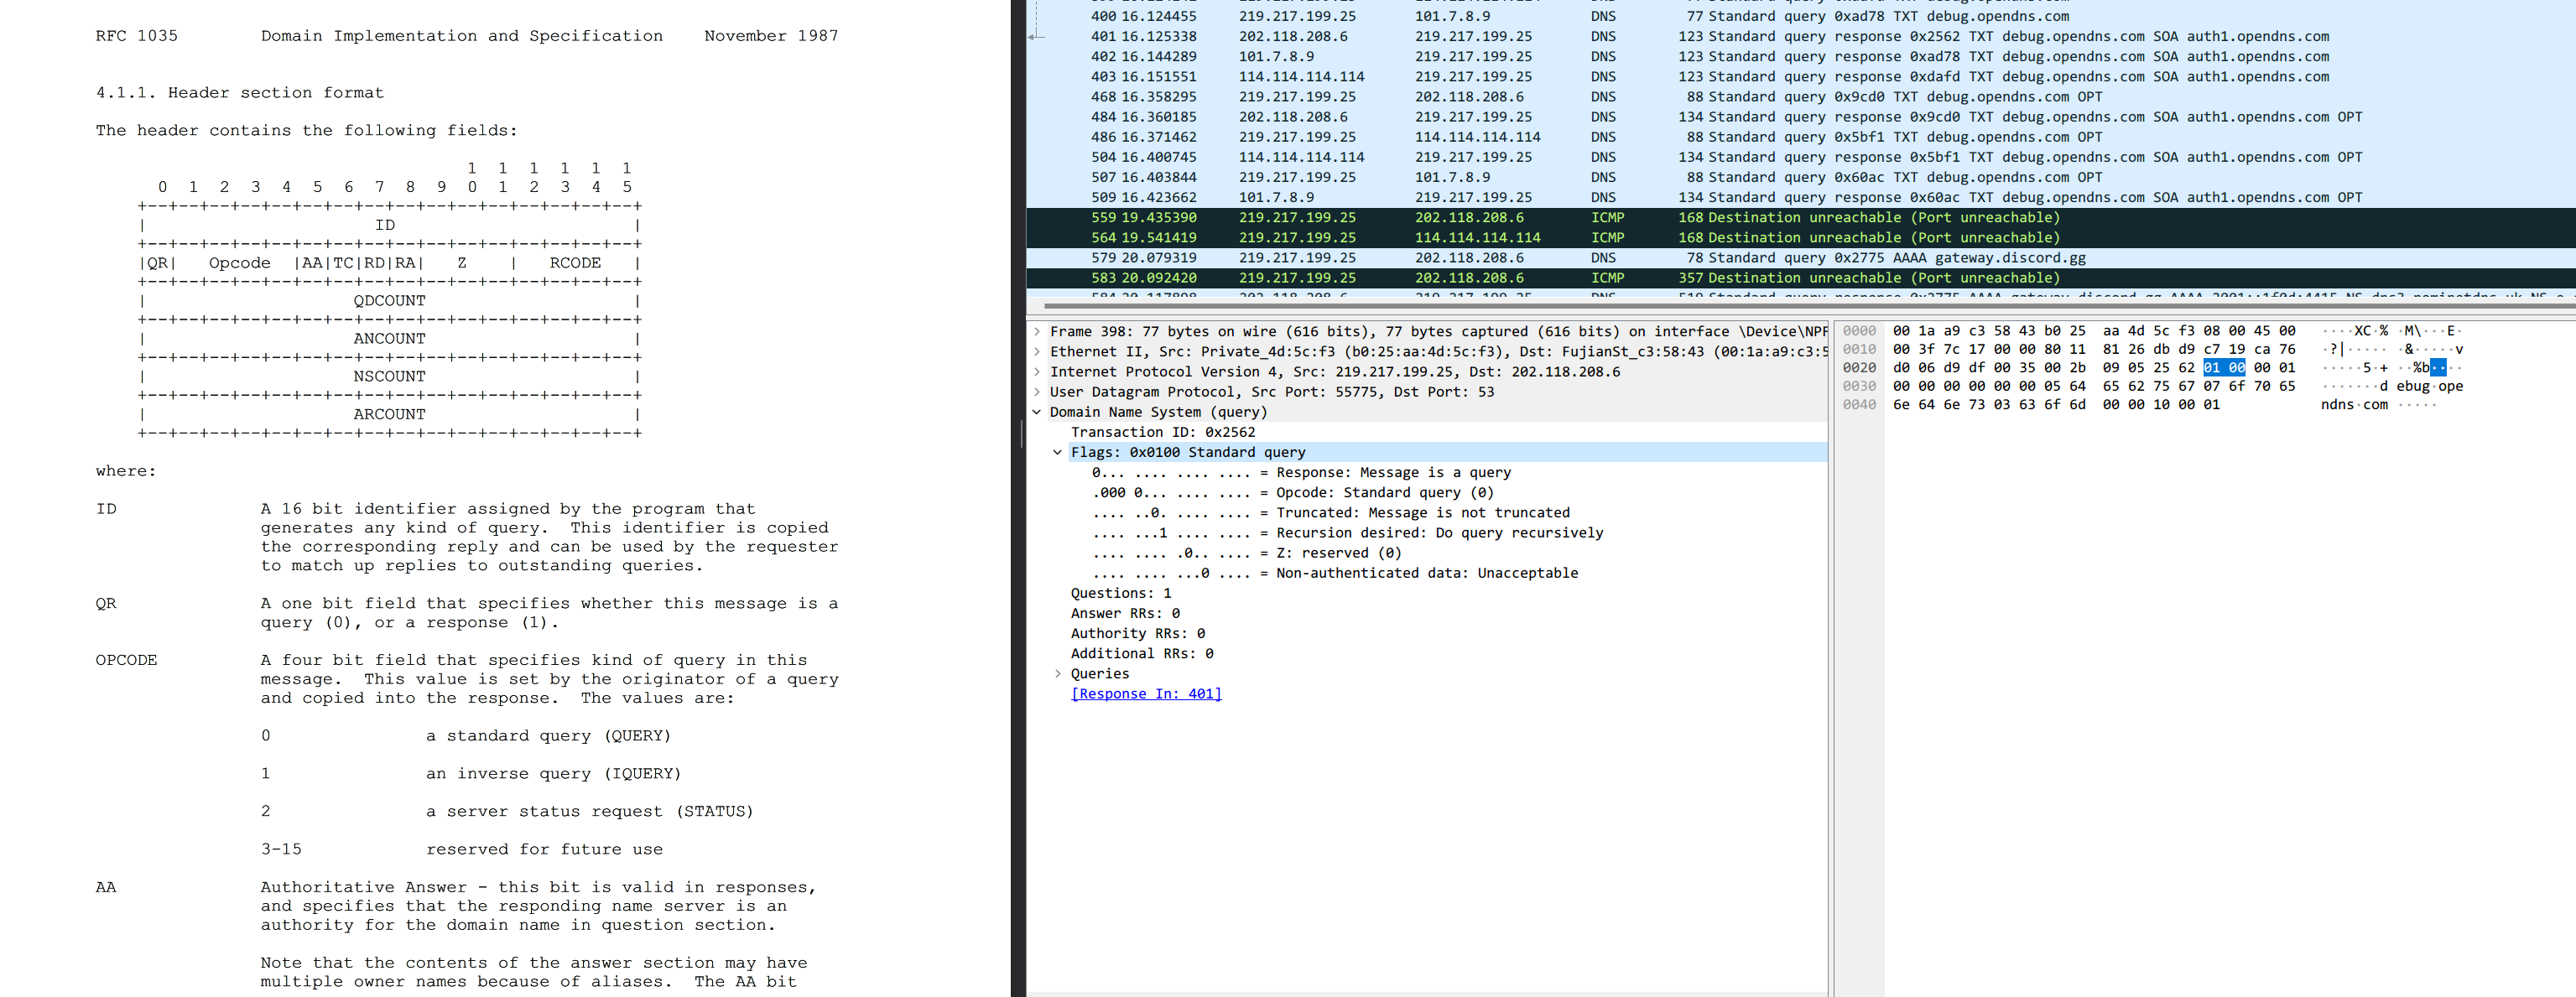 RFC 1035        Domain Implementation and Specification    November 1987
4.1.1. Header section format
The header contains the following fields:
                                1  1  1  1  1  1
  0  1  2  3  4  5  6  7  8  9  0  1  2  3  4  5
+--+--+--+--+--+--+--+--+--+--+--+--+--+--+--+--+
|                      ID                       |
+--+--+--+--+--+--+--+--+--+--+--+--+--+--+--+--+
|QR|   Opcode  |AA|TC|RD|RA|   Z    |   RCODE   |
+--+--+--+--+--+--+--+--+--+--+--+--+--+--+--+--+
|                    QDCOUNT                    |
+--+--+--+--+--+--+--+--+--+--+--+--+--+--+--+--+
|                    ANCOUNT                    |
+--+--+--+--+--+--+--+--+--+--+--+--+--+--+--+--+
|                    NSCOUNT                    |
+--+--+--+--+--+--+--+--+--+--+--+--+--+--+--+--+
|                    ARCOUNT                    |
+--+--+--+--+--+--+--+--+--+--+--+--+--+--+--+--+
where:
ID              A 16 bit identifier assigned by the program that
generates any kind of query.  This identifier is copied
the corresponding reply and can be used by the requester
to match up replies to outstanding queries.
QR              A one bit field that specifies whether this message is a
query (0), or a response (1).
OPCODE          A four bit field that specifies kind of query in this
message.  This value is set by the originator of a query
and copied into the response.  The values are:
0               a standard query (QUERY)
1               an inverse query (IQUERY)
2               a server status request (STATUS)
3-15            reserved for future use
AA              Authoritative Answer - this bit is valid in responses,
and specifies that the responding name server is an
authority for the domain name in question section.
Note that the contents of the answer section may have
multiple owner names because of aliases.  The AA bit
400 16.124455 219.217.199.25 101.7.8.9 DNS 77 Standard query 0xad78 TXT debug.opendns.com
401 16.125338 202.118.208.6 219.217.199.25 DNS 123 Standard query response 0x2562 TXT debug.opendns.com SOA auth1.opendns.com
402 16.144289 101.7.8.9 219.217.199.25 DNS 123 Standard query response 0xad78 TXT debug.opendns.com SOA auth1.opendns.com
403 16.151551 114.114.114.114 219.217.199.25 DNS 123 Standard query response 0xdafd TXT debug.opendns.com SOA auth1.opendns.com
468 16.358295 219.217.199.25 202.118.208.6 DNS 88 Standard query 0x9cd0 TXT debug.opendns.com OPT
484 16.360185 202.118.208.6 219.217.199.25 DNS 134 Standard query response 0x9cd0 TXT debug.opendns.com SOA auth1.opendns.com OPT
486 16.371462 219.217.199.25 114.114.114.114 DNS 88 Standard query 0x5bf1 TXT debug.opendns.com OPT
504 16.400745 114.114.114.114 219.217.199.25 DNS 134 Standard query response 0x5bf1 TXT debug.opendns.com SOA auth1.opendns.com OPT
507 16.403844 219.217.199.25 101.7.8.9 DNS 88 Standard query 0x60ac TXT debug.opendns.com OPT
509 16.423662 101.7.8.9 219.217.199.25 DNS 134 Standard query response 0x60ac TXT debug.opendns.com SOA auth1.opendns.com OPT
559 19.435390 219.217.199.25 202.118.208.6 ICMP 168 Destination unreachable (Port unreachable)
564 19.541419 219.217.199.25 114.114.114.114 ICMP 168 Destination unreachable (Port unreachable)
579 20.079319 219.217.199.25 202.118.208.6 DNS 78 Standard query 0x2775 AAAA gateway.discord.gg
583 20.092420 219.217.199.25 202.118.208.6 ICMP 357 Destination unreachable (Port unreachable)
Frame 398: 77 bytes on wire (616 bits), 77 bytes captured (616 bits) on interface \Device\NPF
Ethernet II, Src: Private_4d:5c:f3 (b0:25:aa:4d:5c:f3), Dst: FujianSt_c3:58:43 (00:1a:a9:c3:5
Internet Protocol Version 4, Src: 219.217.199.25, Dst: 202.118.208.6
User Datagram Protocol, Src Port: 55775, Dst Port: 53
Domain Name System (query)
Transaction ID: 0x2562
Flags: 0x0100 Standard query
0... .... .... .... = Response: Message is a query
.000 0... .... .... = Opcode: Standard query (0)
.... ..0. .... .... = Truncated: Message is not truncated
.... ...1 .... .... = Recursion desired: Do query recursively
.... .... .0.. .... = Z: reserved (0)
.... .... ...0 .... = Non-authenticated data: Unacceptable
Questions: 1
Answer RRs: 0
Authority RRs: 0
Additional RRs: 0
Queries
[Response In: 401]
0000 00 1a a9 c3 58 43 b0 25 aa 4d 5c f3 08 00 45 00 ····XC·% ·M\···E·
0010 00 3f 7c 17 00 00 80 11 81 26 db d9 c7 19 ca 76 ·?|····· ·&·····v
0020 d0 06 d9 df 00 35 00 2b 09 05 25 62 01 00 00 01 ·····5·+ ··%b····
0030 00 00 00 00 00 00 05 64 65 62 75 67 07 6f 70 65 ·······d ebug·ope
0040 6e 64 6e 73 03 63 6f 6d 00 00 10 00 01 ndns·com ·····